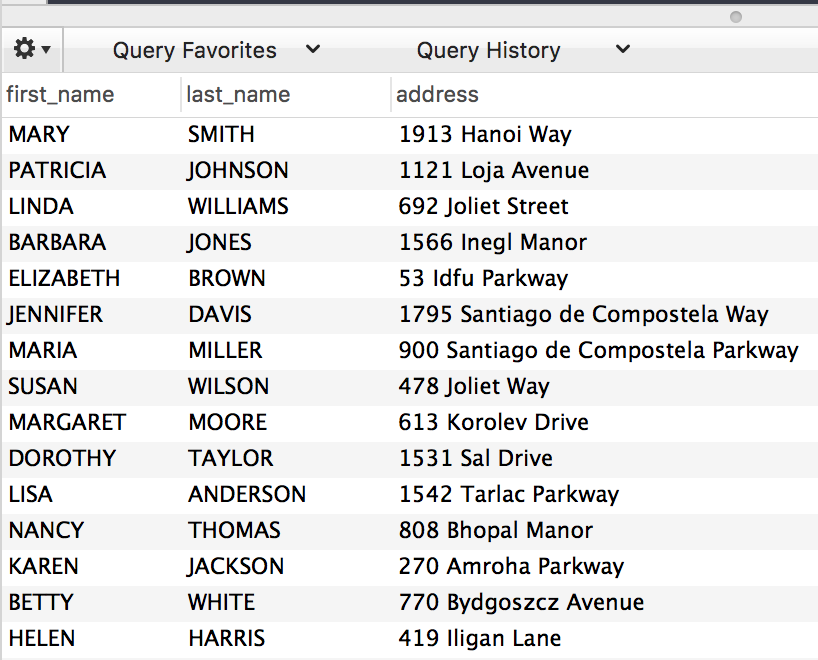 Query Favorites Query History
first_name last_name address
MARY SMITH 1913 Hanoi Way
PATRICIA JOHNSON 1121 Loja Avenue
LINDA WILLIAMS 692 Joliet Street
BARBARA JONES 1566 Inegl Manor
ELIZABETH BROWN 53 Idfu Parkway
JENNIFER DAVIS 1795 Santiago de Compostela Way
MARIA MILLER 900 Santiago de Compostela Parkway
SUSAN WILSON 478 Joliet Way
MARGARET MOORE 613 Korolev Drive
DOROTHY TAYLOR 1531 Sal Drive
LISA ANDERSON 1542 Tarlac Parkway
NANCY THOMAS 808 Bhopal Manor
KAREN JACKSON 270 Amroha Parkway
BETTY WHITE 770 Bydgoszcz Avenue
HELEN HARRIS 419 Iligan Lane